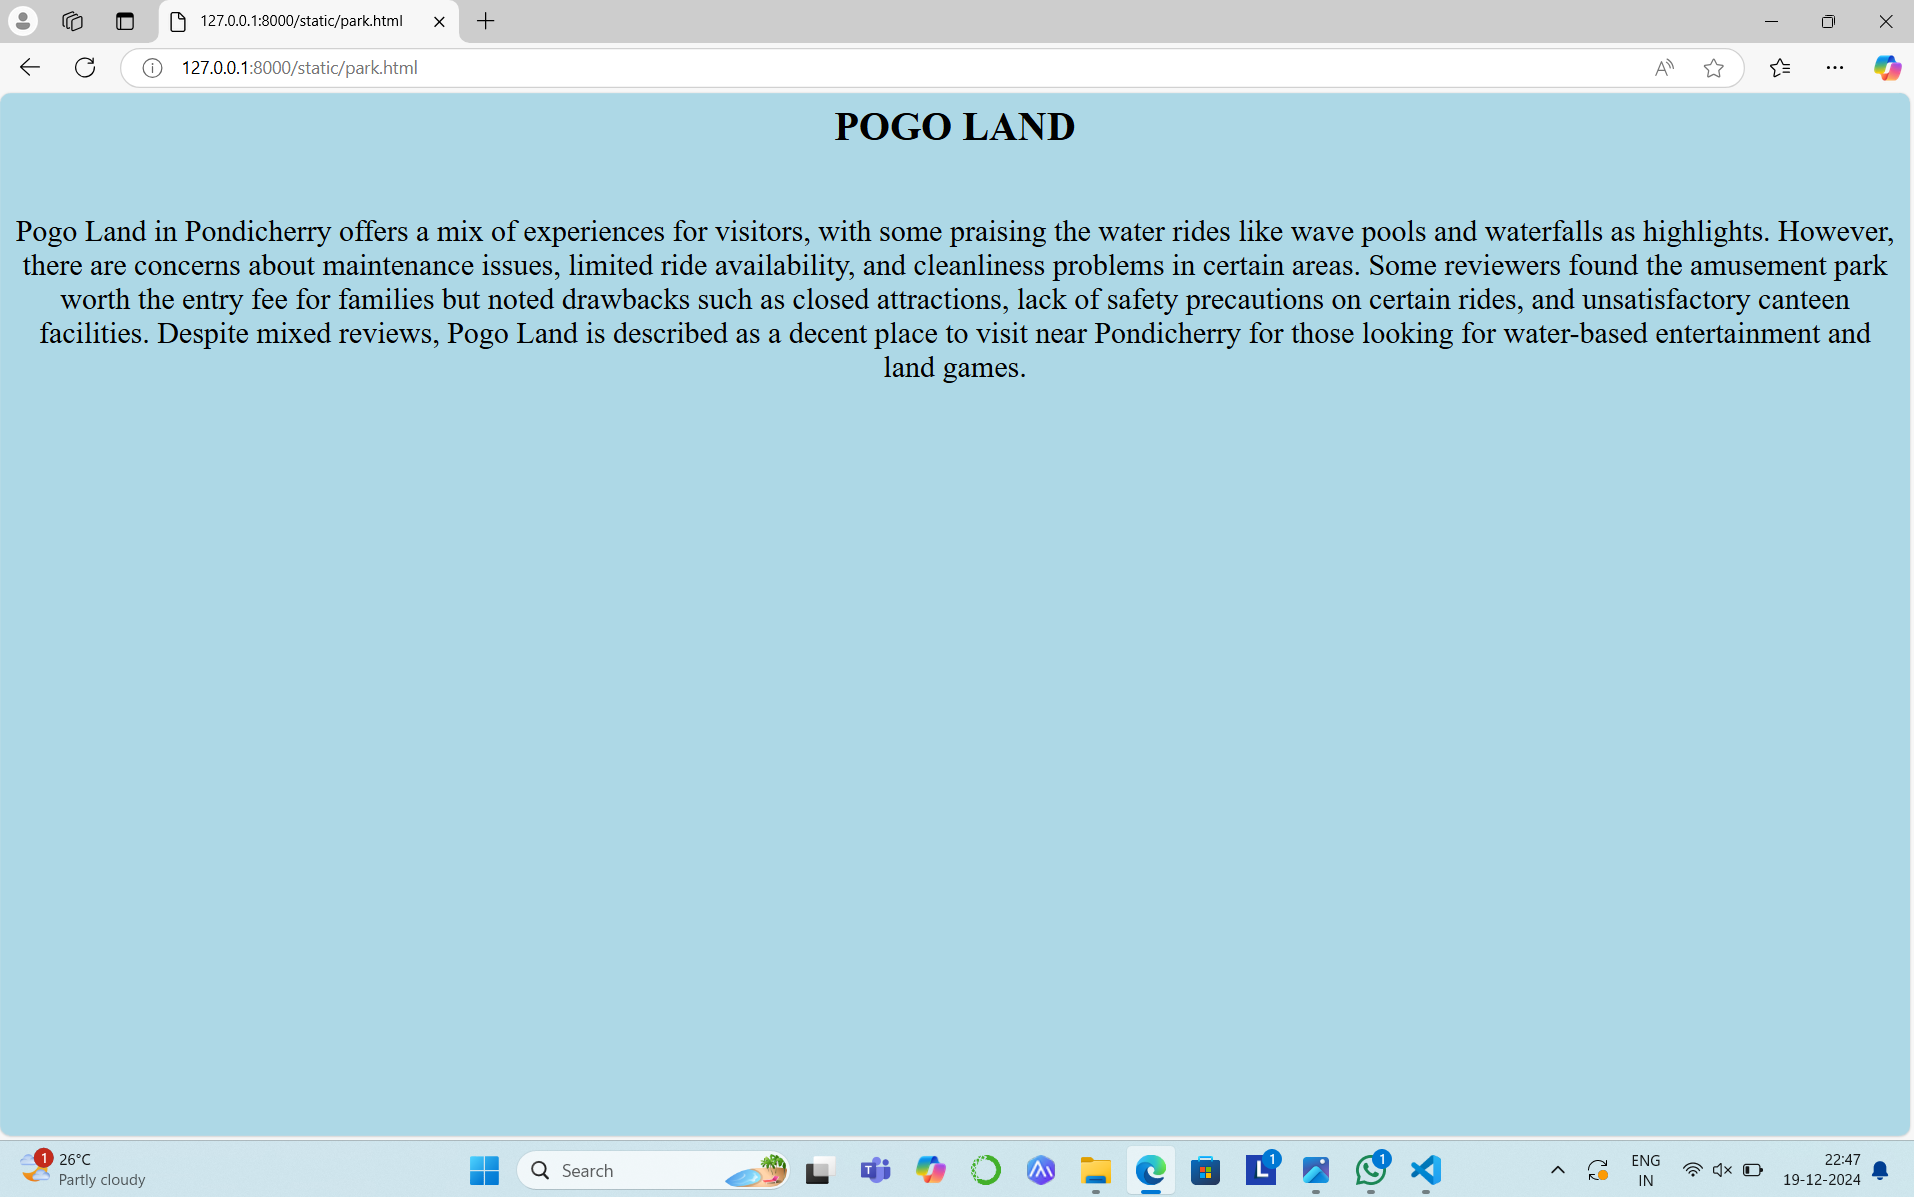 127.0.0.1:8000/static/park.html
127.0.0.1:8000/static/park.html
POGO LAND
Pogo Land in Pondicherry offers a mix of experiences for visitors, with some praising the water rides like wave pools and waterfalls as highlights. However,
there are concerns about maintenance issues, limited ride availability, and cleanliness problems in certain areas. Some reviewers found the amusement park
worth the entry fee for families but noted drawbacks such as closed attractions, lack of safety precautions on certain rides, and unsatisfactory canteen
facilities. Despite mixed reviews, Pogo Land is described as a decent place to visit near Pondicherry for those looking for water-based entertainment and
land games.
1
26°C
Partly cloudy
Search
T
L
1
1
ENG
IN
22:47
19-12-2024